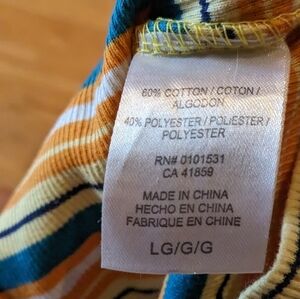 60% COTTON / COTON /
ALGODON
40% POLYESTER / POLIESTER /
POLYESTER
RN# 0101531
CA 41859
MADE IN CHINA
HECHO EN CHINA
FABRIQUE EN CHINE
LG/G/G